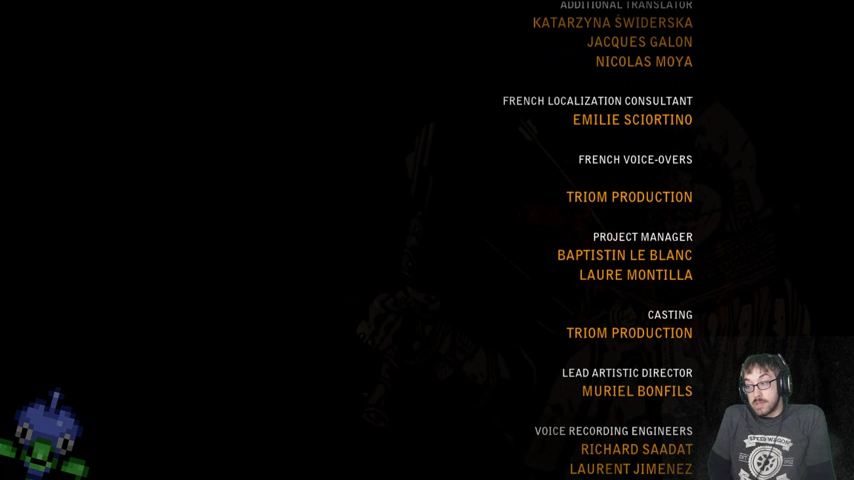 ADDITIONAL TRANSLATOR
KATARZYNA ŚWIDERSKA
JACQUES GALON
NICOLAS MOYA
FRENCH LOCALIZATION CONSULTANT
EMILIE SCIORTINO
FRENCH VOICE-OVERS
TRIOM PRODUCTION
PROJECT MANAGER
BAPTISTIN LE BLANC
LAURE MONTILLA
CASTING
TRIOM PRODUCTION
LEAD ARTISTIC DIRECTOR
MURIEL BONFILS
VOICE RECORDING ENGINEERS
RICHARD SAADAT
LAURENT JIMENEZ
SPEED WAGON